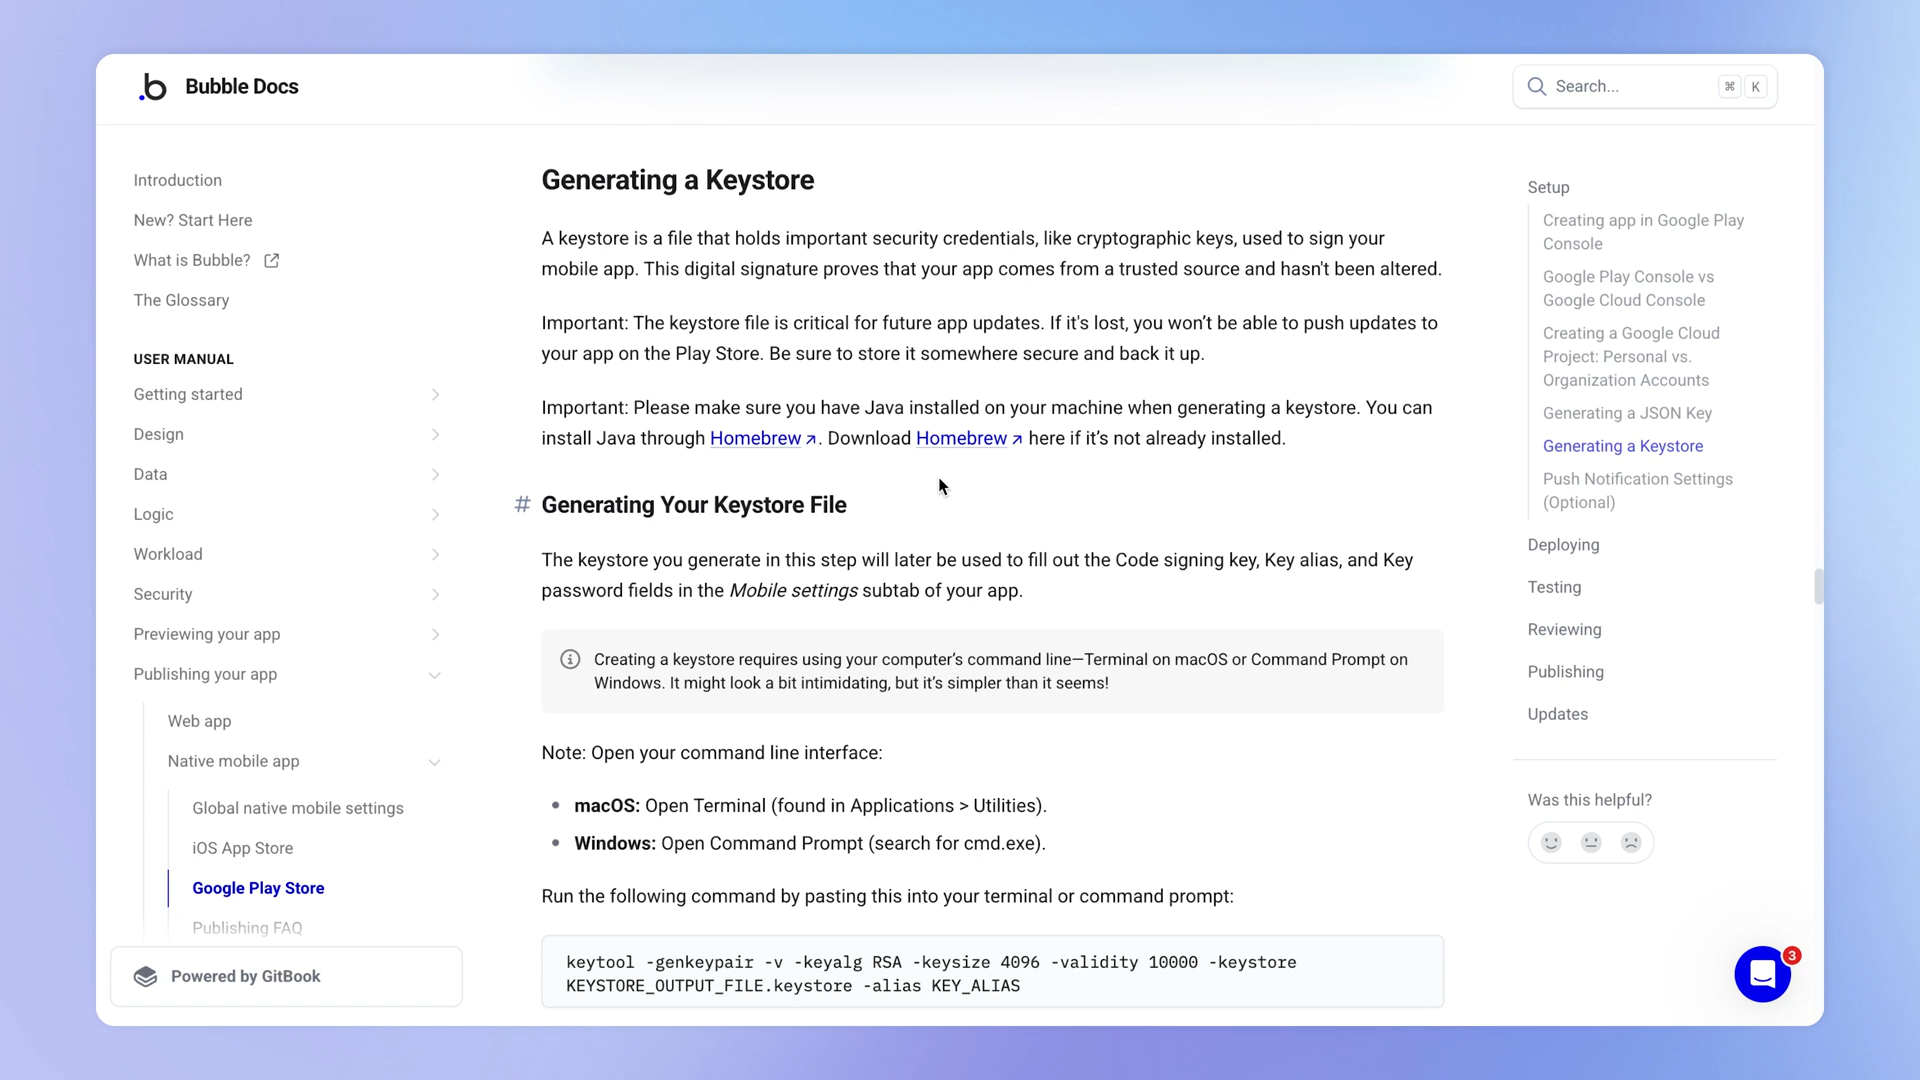 Bubble Docs
Search...
⌘ K
Introduction
New? Start Here
What is Bubble?
The Glossary
USER MANUAL
Getting started
Design
Data
Logic
Workload
Security
Previewing your app
Publishing your app
Web app
Native mobile app
Global native mobile settings
iOS App Store
Google Play Store
Publishing FAQ
Powered by GitBook
Generating a Keystore
A keystore is a file that holds important security credentials, like cryptographic keys, used to sign your
mobile app. This digital signature proves that your app comes from a trusted source and hasn't been altered.
Important: The keystore file is critical for future app updates. If it's lost, you won’t be able to push updates to
your app on the Play Store. Be sure to store it somewhere secure and back it up.
Important: Please make sure you have Java installed on your machine when generating a keystore. You can
install Java through Homebrew ↗. Download Homebrew ↗ here if it’s not already installed.
# Generating Your Keystore File
The keystore you generate in this step will later be used to fill out the Code signing key, Key alias, and Key
password fields in the Mobile settings subtab of your app.
Creating a keystore requires using your computer’s command line—Terminal on macOS or Command Prompt on
Windows. It might look a bit intimidating, but it’s simpler than it seems!
Note: Open your command line interface:
• macOS: Open Terminal (found in Applications > Utilities).
• Windows: Open Command Prompt (search for cmd.exe).
Run the following command by pasting this into your terminal or command prompt:
keytool -genkeypair -v -keyalg RSA -keysize 4096 -validity 10000 -keystore
KEYSTORE_OUTPUT_FILE.keystore -alias KEY_ALIAS
Setup
Creating app in Google Play
Console
Google Play Console vs
Google Cloud Console
Creating a Google Cloud
Project: Personal vs.
Organization Accounts
Generating a JSON Key
Generating a Keystore
Push Notification Settings
(Optional)
Deploying
Testing
Reviewing
Publishing
Updates
Was this helpful?
3